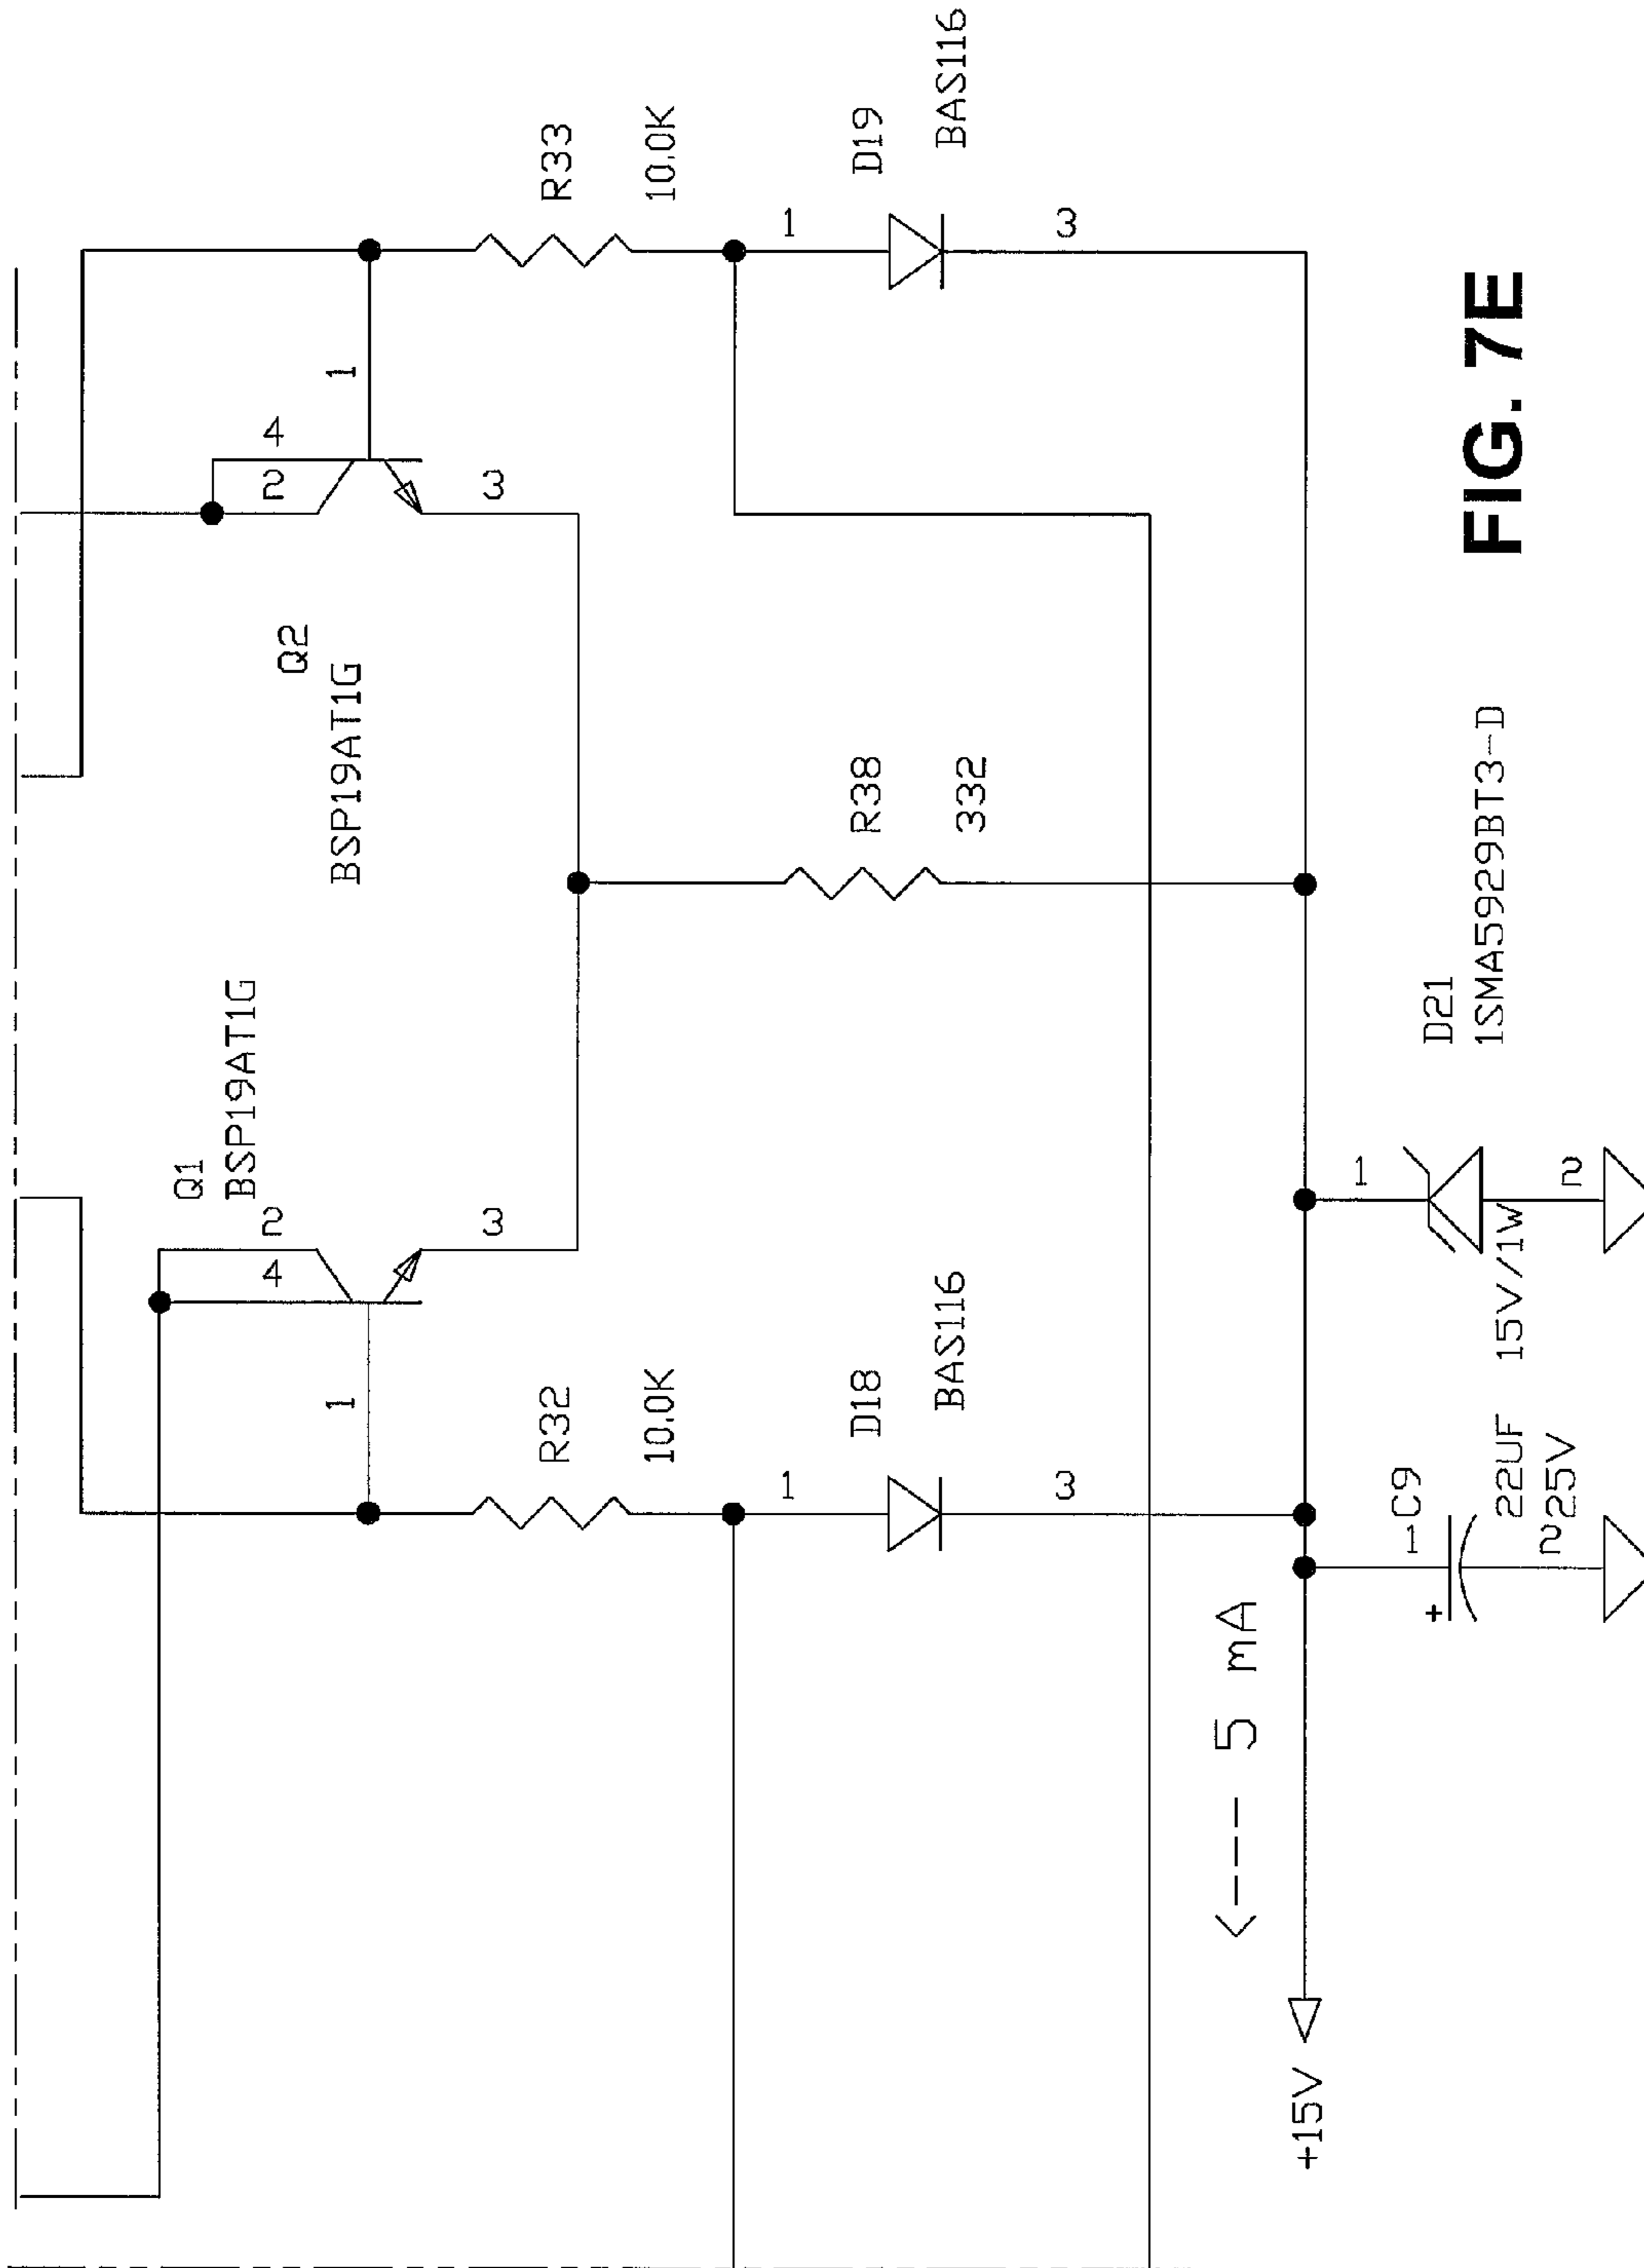 Q1
BSP19AT1G
4
2
1
3
Q2
BSP19AT1G
4
2
1
3
R32
10.0K
R33
10.0K
R38
332
1
D18
BAS116
3
1
D19
BAS116
3
<---- 5 mA
+15V
1
C9
+
22UF
2
25V
1
D21
1SMA5929BT3-D
15V/1W
2
FIG. 7E